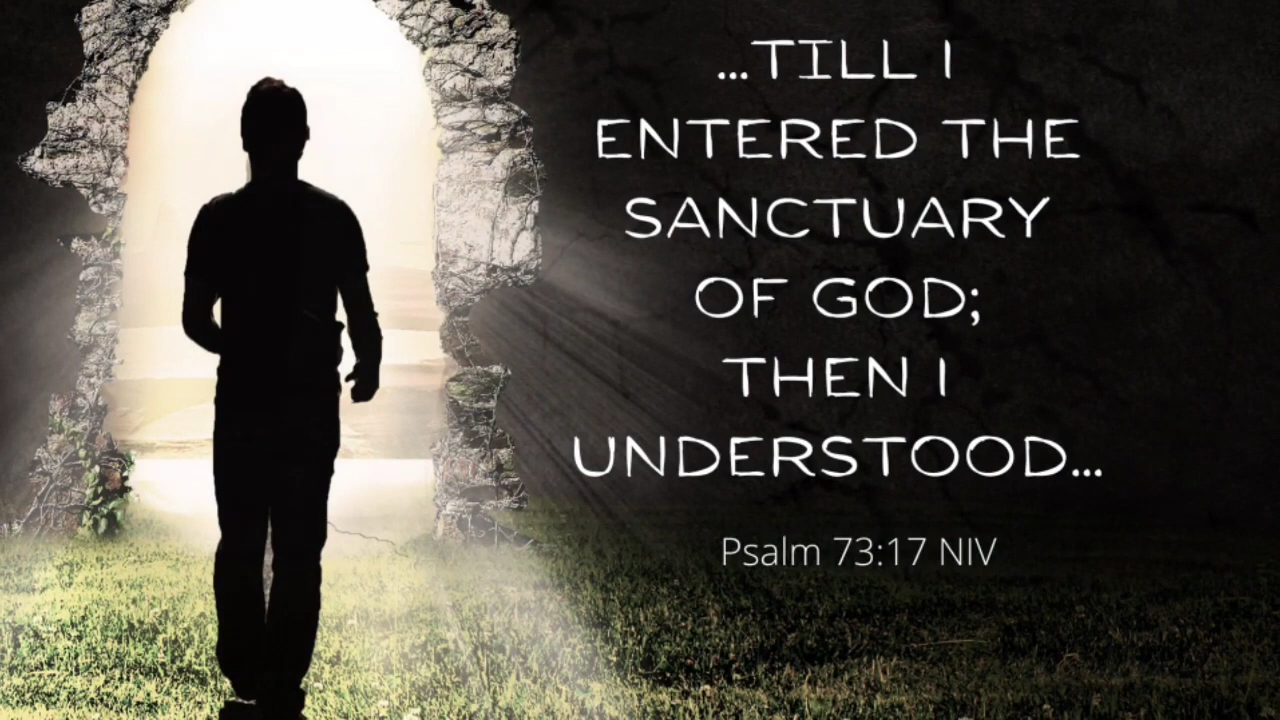 ...TILL I
ENTERED THE
SANCTUARY
OF GOD;
THEN I
UNDERSTOOD...
Psalm 73:17 NIV